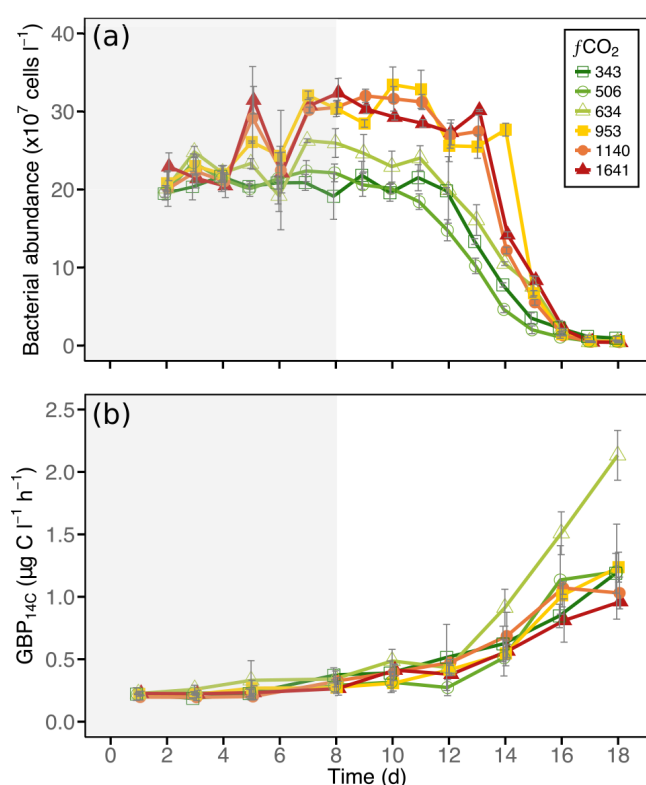 (a)
Bacterial abundance (x10⁷ cells l⁻¹)
40
30
20
10
0
fCO₂
343
506
634
953
1140
1641
(b)
GBP₁₄C (µg C l⁻¹ h⁻¹)
2.5
2.0
1.5
1.0
0.5
0.0
0 2 4 6 8 10 12 14 16 18
Time (d)